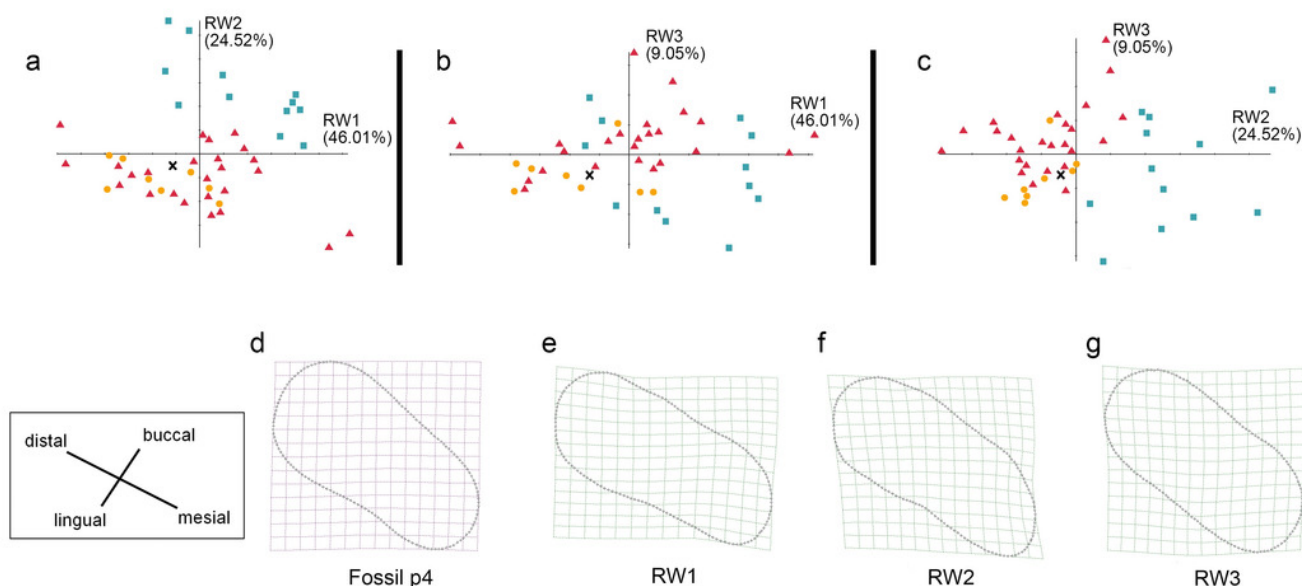 a
RW2
(24.52%)
RW1
(46.01%)
b
RW3
(9.05%)
RW1
(46.01%)
c
RW3
(9.05%)
RW2
(24.52%)
distal
buccal
lingual
mesial
d
Fossil p4
e
RW1
f
RW2
g
RW3